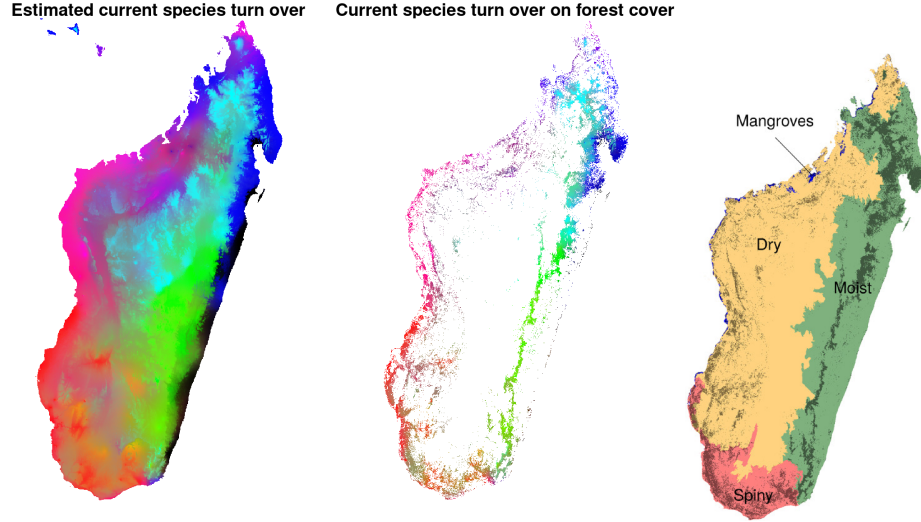 Estimated current species turn over
Current species turn over on forest cover
Mangroves
Dry
Moist
Spiny